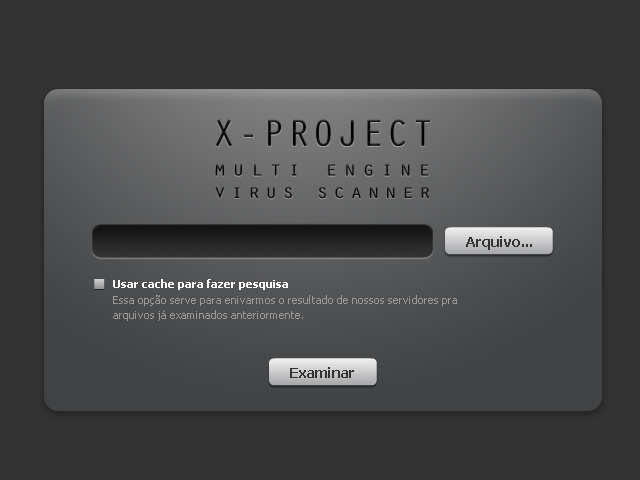 X-PROJECT
MULTI ENGINE
VIRUS SCANNER
Arquivo...
Usar cache para fazer pesquisa
Essa opção serve para enivarmos o resultado de nossos servidores pra
arquivos já examinados anteriormente.
Examinar